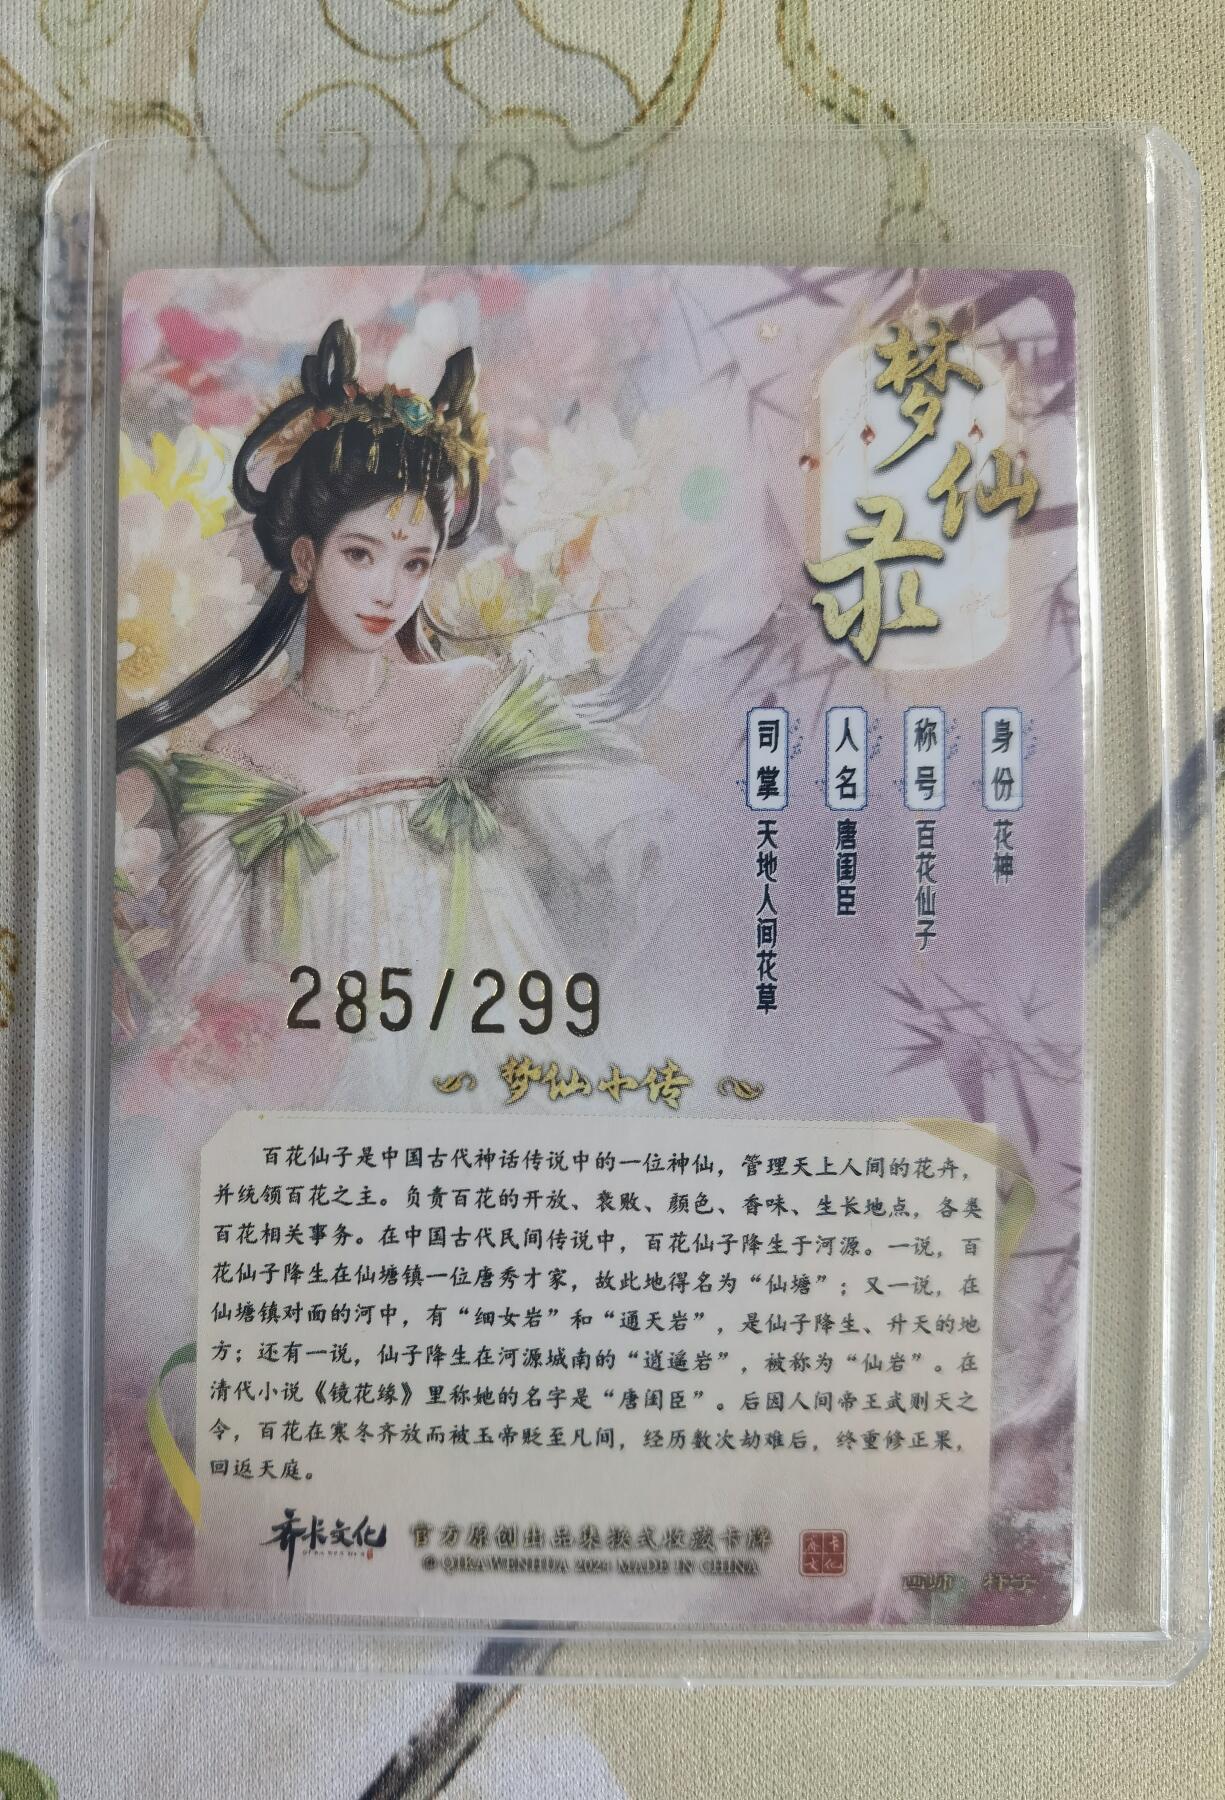 梦仙录
身份 花神
称号 百花仙子
人名 唐闺臣
司掌 天地人间花草
285/299
梦仙小传
百花仙子是中国古代神话传说中的一位神仙，管理天上人间的花卉，
并统领百花之主。负责百花的开放、衰败、颜色、香味、生长地点，各类
百花相关事务。在中国古代民间传说中，百花仙子降生于河源。一说，百
花仙子降生在仙塘镇一位唐秀才家，故此地得名为“仙塘”；又一说，在
仙塘镇对面的河中，有“细女岩”和“通天岩”，是仙子降生、升天的地
方；还有一说，仙子降生在河源城南的“逍遥岩”，被称为“仙岩”。在
清代小说《镜花缘》里称她的名字是“唐闺臣”。后因人间帝王武则天之
令，百花在寒冬齐放而被玉帝贬至凡间，经历数次劫难后，终重修正果，
回返天庭。
齐卡文化
官方原创出品集换式收藏卡牌
© QIKA WENHUA 2024 MADE IN CHINA
齐卡文化
画师：梓子